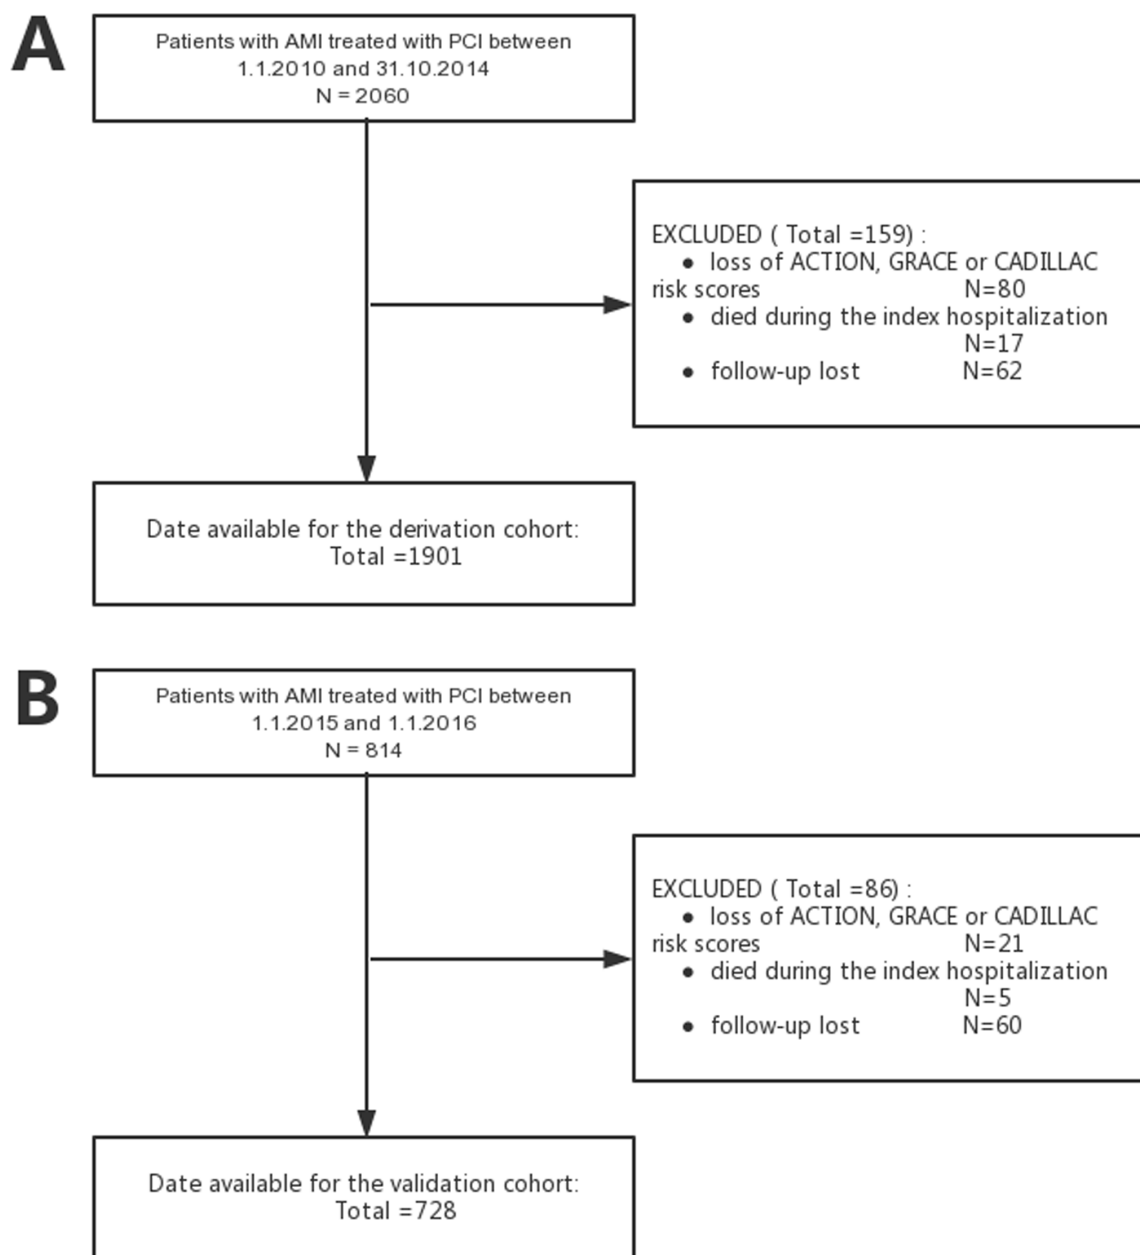 A
Patients with AMI treated with PCI between
1.1.2010 and 31.10.2014
N = 2060
EXCLUDED ( Total =159) :
• loss of ACTION, GRACE or CADILLAC
risk scores N=80
• died during the index hospitalization
N=17
• follow-up lost N=62
Date available for the derivation cohort:
Total =1901
B
Patients with AMI treated with PCI between
1.1.2015 and 1.1.2016
N = 814
EXCLUDED ( Total =86) :
• loss of ACTION, GRACE or CADILLAC
risk scores N=21
• died during the index hospitalization
N=5
• follow-up lost N=60
Date available for the validation cohort:
Total =728